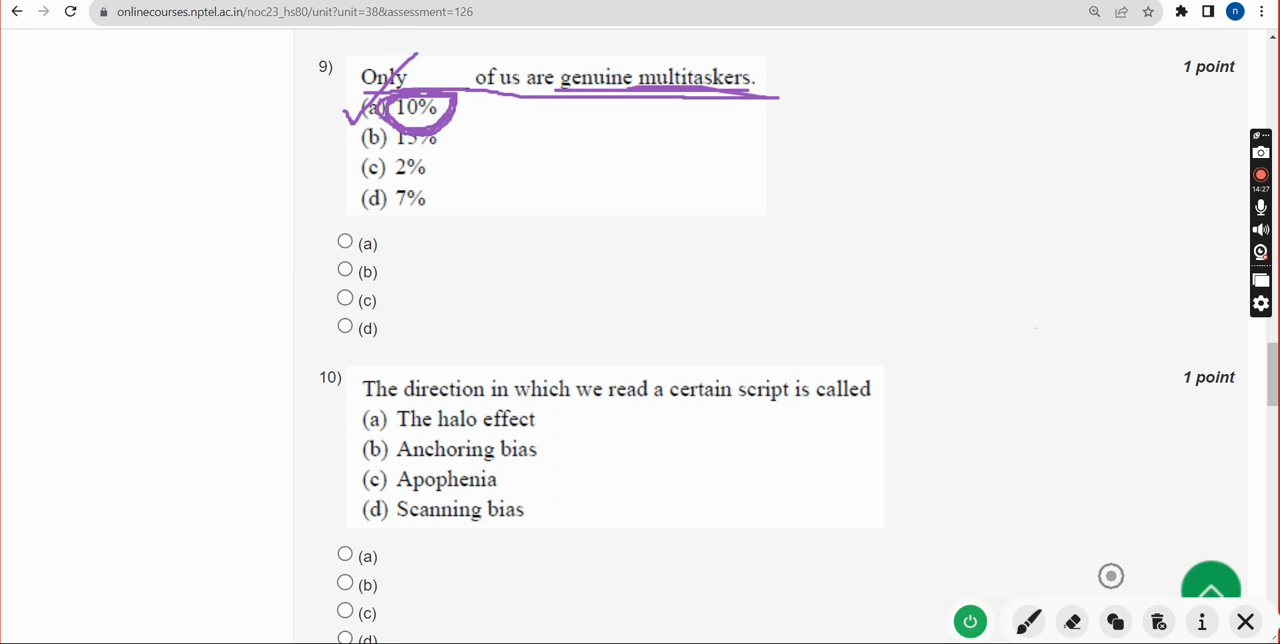 onlinecourses.nptel.ac.in/noc23_hs80/unit?unit=38&assessment=126
n
9)
Only ______ of us are genuine multitaskers.
1 point
(a) 10%
(b) 15%
(c) 2%
(d) 7%
(a)
(b)
(c)
(d)
10)
The direction in which we read a certain script is called
1 point
(a) The halo effect
(b) Anchoring bias
(c) Apophenia
(d) Scanning bias
(a)
(b)
(c)
(d)
14:27